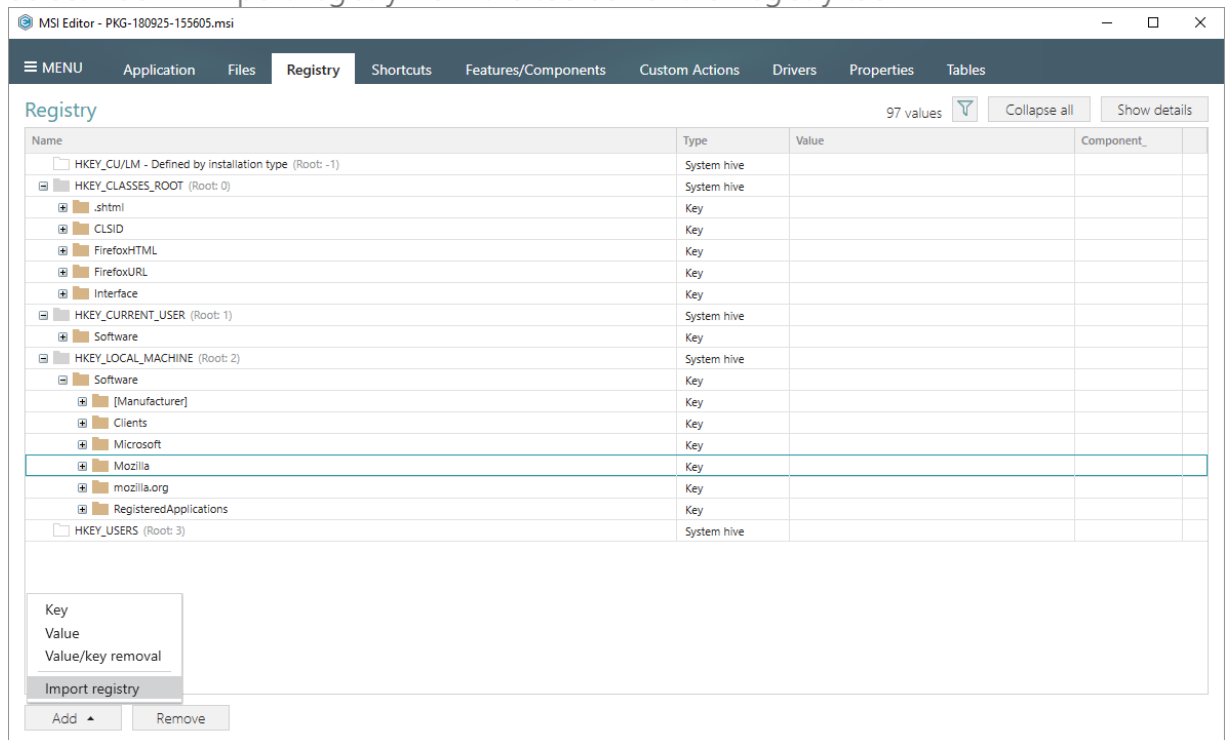 MSI Editor - PKG-180925-155605.msi
MENU Application Files Registry Shortcuts Features/Components Custom Actions Drivers Properties Tables
Registry 97 values Collapse all Show details
Name Type Value Component_
HKEY_CU/LM - Defined by installation type (Root: -1) System hive
HKEY_CLASSES_ROOT (Root: 0) System hive
.shtml Key
CLSID Key
FirefoxHTML Key
FirefoxURL Key
Interface Key
HKEY_CURRENT_USER (Root: 1) System hive
Software Key
HKEY_LOCAL_MACHINE (Root: 2) System hive
Software Key
[Manufacturer] Key
Clients Key
Microsoft Key
Mozilla Key
mozilla.org Key
RegisteredApplications Key
HKEY_USERS (Root: 3) System hive
Key
Value
Value/key removal
Import registry
Add Remove